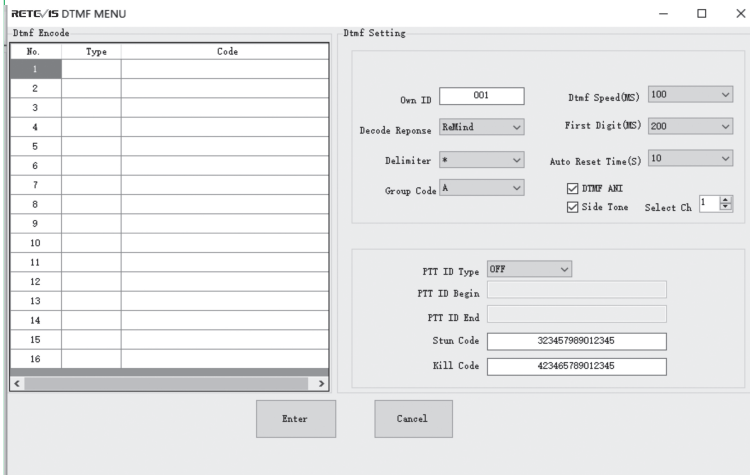 RETEVIS DTMF MENU
Dtmf Encode
No. Type Code
1
2
3
4
5
6
7
8
9
10
11
12
13
14
15
16
Dtmf Setting
Own ID 001 Dtmf Speed(MS) 100
Decode Reponse ReMind First Digit(MS) 200
Delimiter * Auto Reset Time(S) 10
Group Code A DTMF ANI
Side Tone Select Ch 1
PTT ID Type OFF
PTT ID Begin
PTT ID End
Stun Code 323457989012345
Kill Code 423465789012345
Enter Cancel